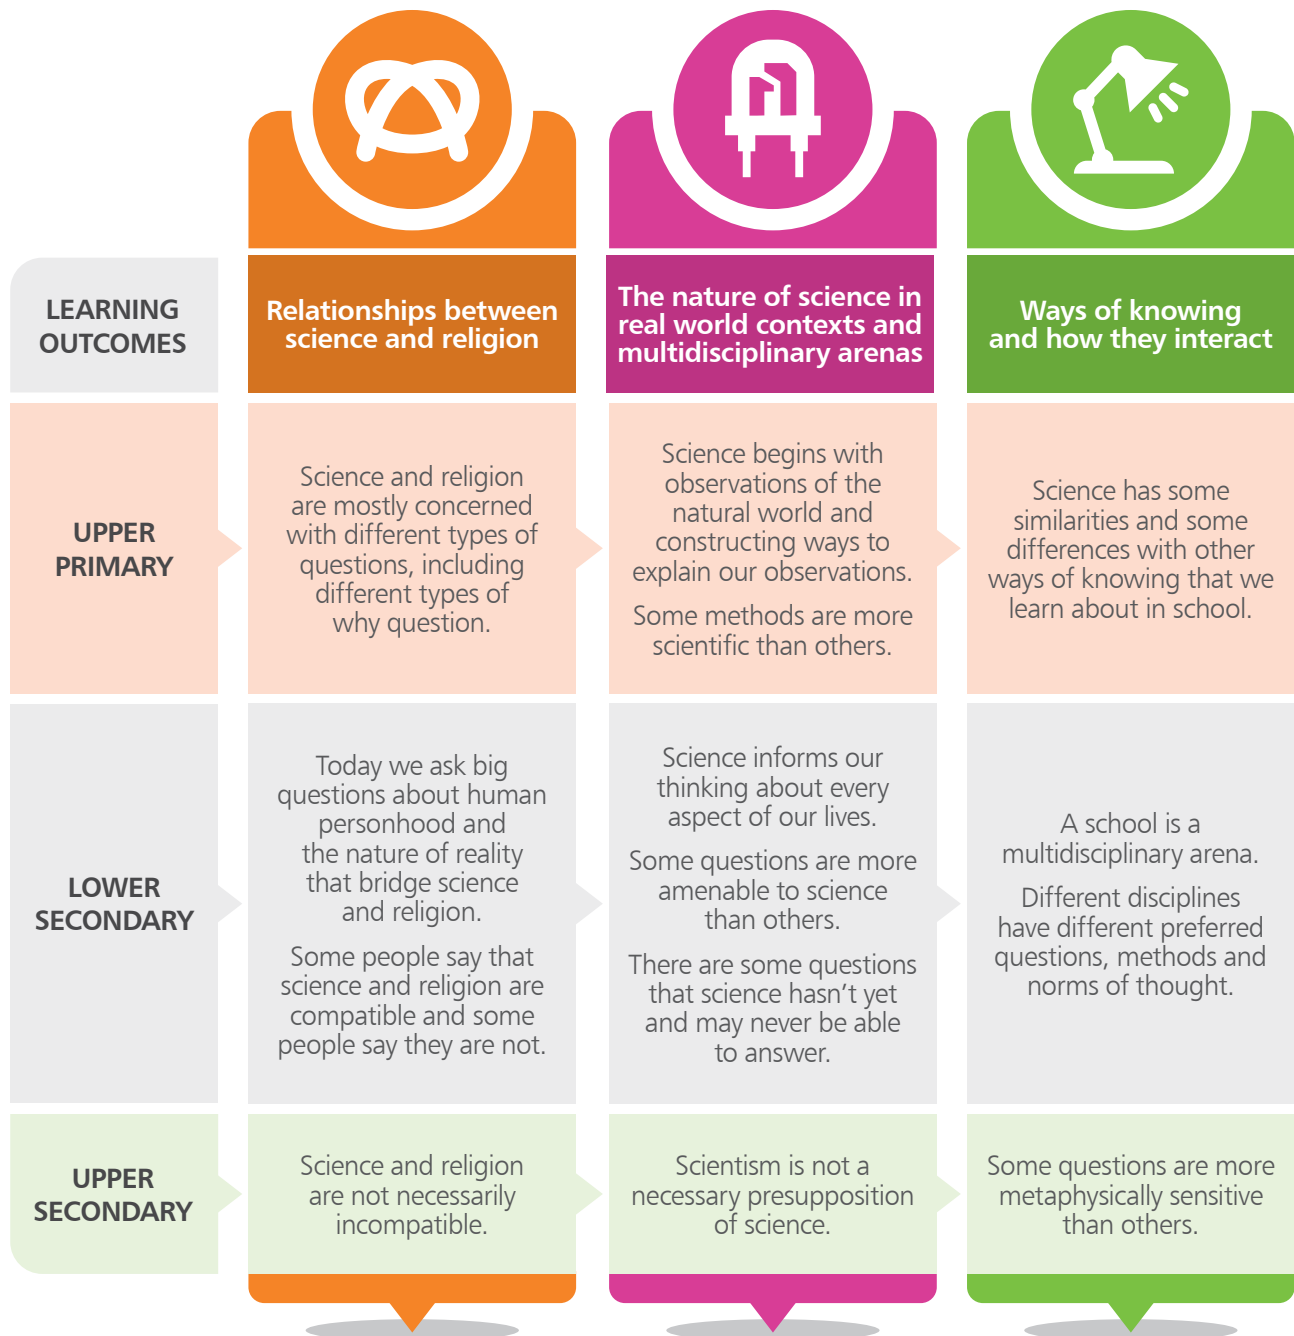 LEARNING
OUTCOMES
Relationships between
science and religion
The nature of science in
real world contexts and
multidisciplinary arenas
Ways of knowing
and how they interact
UPPER
PRIMARY
Science and religion
are mostly concerned
with different types of
questions, including
different types of
why question.
Science begins with
observations of the
natural world and
constructing ways to
explain our observations.
Some methods are more
scientific than others.
Science has some
similarities and some
differences with other
ways of knowing that we
learn about in school.
LOWER
SECONDARY
Today we ask big
questions about human
personhood and
the nature of reality
that bridge science
and religion.
Some people say that
science and religion are
compatible and some
people say they are not.
Science informs our
thinking about every
aspect of our lives.
Some questions are more
amenable to science
than others.
There are some questions
that science hasn’t yet
and may never be able
to answer.
A school is a
multidisciplinary arena.
Different disciplines
have different preferred
questions, methods and
norms of thought.
UPPER
SECONDARY
Science and religion
are not necessarily
incompatible.
Scientism is not a
necessary presupposition
of science.
Some questions are more
metaphysically sensitive
than others.